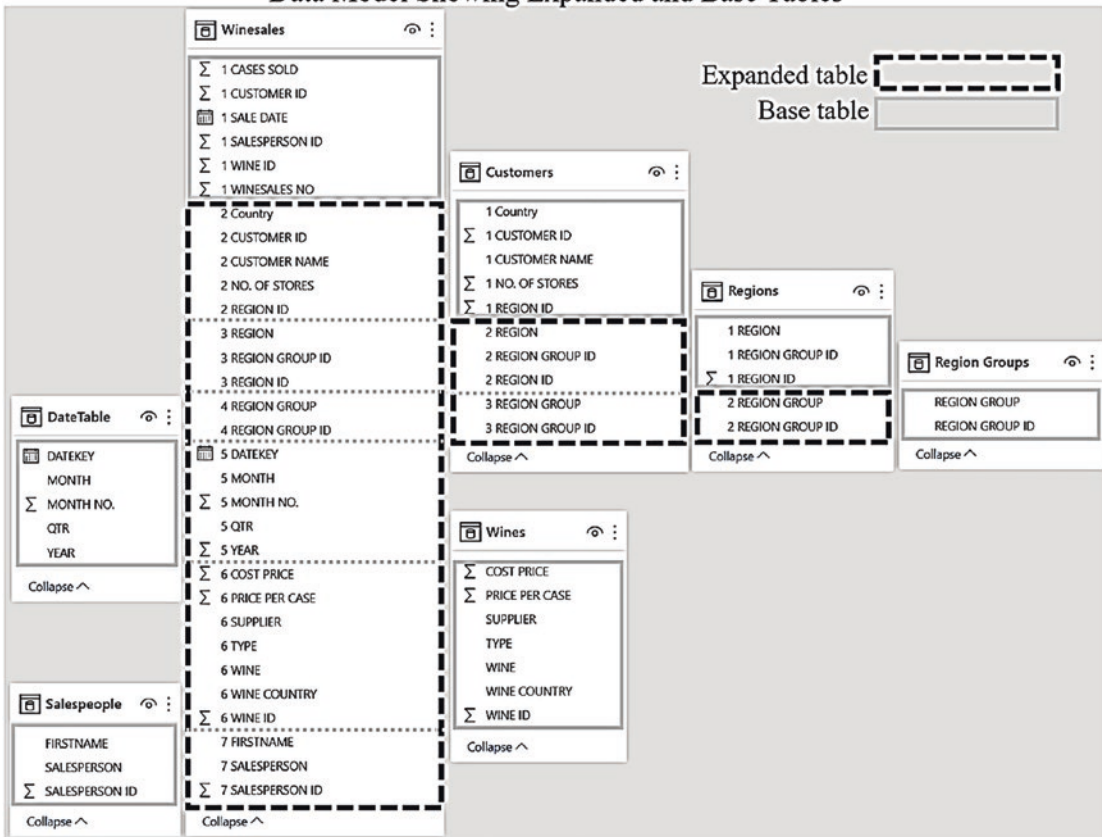 Data Model Showing Expanded and Base Tables
Winesales
1 CASES SOLD
1 CUSTOMER ID
1 SALE DATE
1 SALESPERSON ID
1 WINE ID
1 WINESALES NO
2 Country
2 CUSTOMER ID
2 CUSTOMER NAME
2 NO. OF STORES
2 REGION ID
3 REGION
3 REGION GROUP ID
3 REGION ID
4 REGION GROUP
4 REGION GROUP ID
5 DATEKEY
5 MONTH
5 MONTH NO.
5 QTR
5 YEAR
6 COST PRICE
6 PRICE PER CASE
6 SUPPLIER
6 TYPE
6 WINE
6 WINE COUNTRY
6 WINE ID
7 FIRSTNAME
7 SALESPERSON
7 SALESPERSON ID
Collapse
Expanded table
Base table
Customers
1 Country
1 CUSTOMER ID
1 CUSTOMER NAME
1 NO. OF STORES
1 REGION ID
2 REGION
2 REGION GROUP ID
2 REGION ID
3 REGION GROUP
3 REGION GROUP ID
Collapse
Regions
1 REGION
1 REGION GROUP ID
1 REGION ID
2 REGION GROUP
2 REGION GROUP ID
Collapse
Region Groups
REGION GROUP
REGION GROUP ID
Collapse
DateTable
DATEKEY
MONTH
MONTH NO.
QTR
YEAR
Collapse
Wines
COST PRICE
PRICE PER CASE
SUPPLIER
TYPE
WINE
WINE COUNTRY
WINE ID
Collapse
Salespeople
FIRSTNAME
SALESPERSON
SALESPERSON ID
Collapse